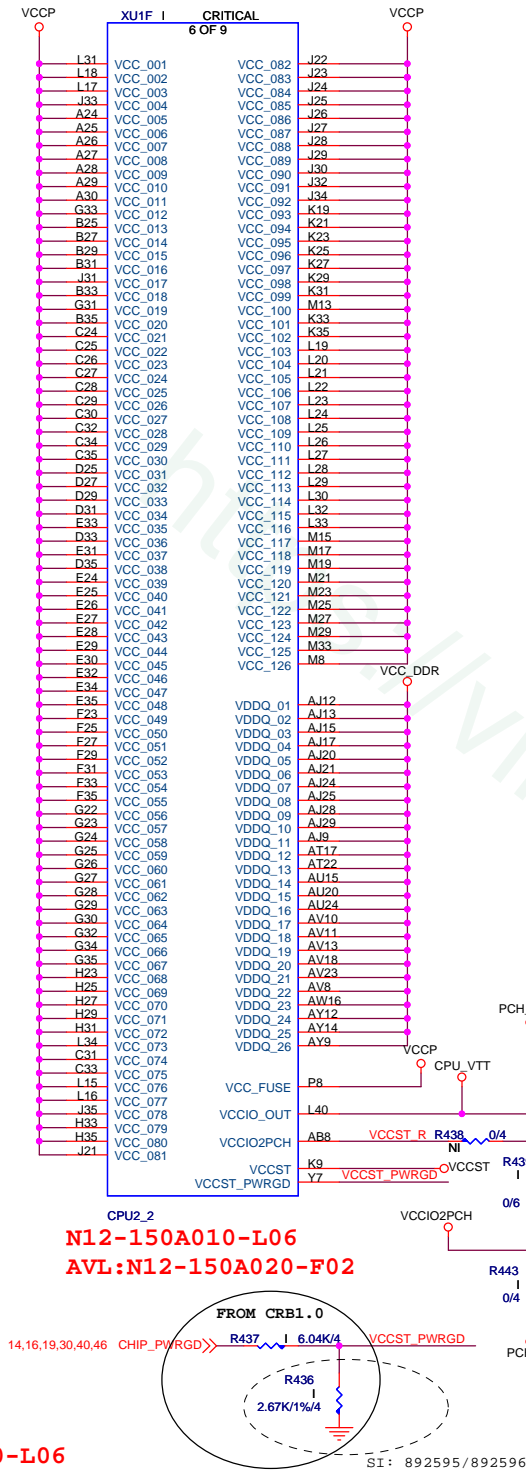 VCCP XU1F I CRITICAL VCCP
6 OF 9
L31 VCC_001 VCC_082 J22
L18 VCC_002 VCC_083 J23
L17 VCC_003 VCC_084 J24
J33 VCC_004 VCC_085 J25
A24 VCC_005 VCC_086 J26
A25 VCC_006 VCC_087 J27
A26 VCC_007 VCC_088 J28
A27 VCC_008 VCC_089 J29
A28 VCC_009 VCC_090 J30
A29 VCC_010 VCC_091 J32
A30 VCC_011 VCC_092 J34
G33 VCC_012 VCC_093 K19
B25 VCC_013 VCC_094 K21
B27 VCC_014 VCC_095 K23
B29 VCC_015 VCC_096 K25
B31 VCC_016 VCC_097 K27
J31 VCC_017 VCC_098 K29
B33 VCC_018 VCC_099 K31
G31 VCC_019 VCC_100 M13
B35 VCC_020 VCC_101 K33
C24 VCC_021 VCC_102 K35
C25 VCC_022 VCC_103 L19
C26 VCC_023 VCC_104 L20
C27 VCC_024 VCC_105 L21
C28 VCC_025 VCC_106 L22
C29 VCC_026 VCC_107 L23
C30 VCC_027 VCC_108 L24
C32 VCC_028 VCC_109 L25
C34 VCC_029 VCC_110 L26
C35 VCC_030 VCC_111 L27
D25 VCC_031 VCC_112 L28
D27 VCC_032 VCC_113 L29
D29 VCC_033 VCC_114 L30
D31 VCC_034 VCC_115 L32
E33 VCC_035 VCC_116 L33
D33 VCC_036 VCC_117 M15
E31 VCC_037 VCC_118 M17
D35 VCC_038 VCC_119 M19
E24 VCC_039 VCC_120 M21
E25 VCC_040 VCC_121 M23
E26 VCC_041 VCC_122 M25
E27 VCC_042 VCC_123 M27
E28 VCC_043 VCC_124 M29
E29 VCC_044 VCC_125 M33
E30 VCC_045 VCC_126 M8
E32 VCC_046 VCC_DDR
E34 VCC_047
E35 VCC_048 VDDQ_01 AJ12
F23 VCC_049 VDDQ_02 AJ13
F25 VCC_050 VDDQ_03 AJ15
F27 VCC_051 VDDQ_04 AJ17
F29 VCC_052 VDDQ_05 AJ20
F31 VCC_053 VDDQ_06 AJ21
F33 VCC_054 VDDQ_07 AJ24
F35 VCC_055 VDDQ_08 AJ25
G22 VCC_056 VDDQ_09 AJ28
G23 VCC_057 VDDQ_10 AJ29
G24 VCC_058 VDDQ_11 AJ9
G25 VCC_059 VDDQ_12 AT17
G26 VCC_060 VDDQ_13 AT22
G27 VCC_061 VDDQ_14 AU15
G28 VCC_062 VDDQ_15 AU20
G29 VCC_063 VDDQ_16 AU24
G30 VCC_064 VDDQ_17 AV10
G32 VCC_065 VDDQ_18 AV11
G34 VCC_066 VDDQ_19 AV13
G35 VCC_067 VDDQ_20 AV18
H23 VCC_068 VDDQ_21 AV23
H25 VCC_069 VDDQ_22 AV8
H27 VCC_070 VDDQ_23 AW16
H29 VCC_071 VDDQ_24 AY12
H31 VCC_072 VDDQ_25 AY14
L34 VCC_073 VDDQ_26 AY9
C31 VCC_074 VCCP
C33 VCC_075 CPU_VTT
L15 VCC_076 VCC_FUSE P8
L16 VCC_077
J35 VCC_078 VCCIO_OUT L40
H33 VCC_079
H35 VCC_080 VCCIO2PCH AB8 VCCST_R R438 0/4
J21 VCC_081 NI
VCCST K9 VCCST
VCCST_PWRGD Y7 VCCST_PWRGD
PCH_
R43
I
0/6
CPU2_2 VCCIO2PCH
N12-150A010-L06
AVL:N12-150A020-F02
R443
I
0/4
FROM CRB1.0
14,16,19,30,40,46 CHIP_PWRGD R437 I 6.04K/4 VCCST_PWRGD
R436
I
2.67K/1%/4
0-L06
SI: 892595/892596
https://vi